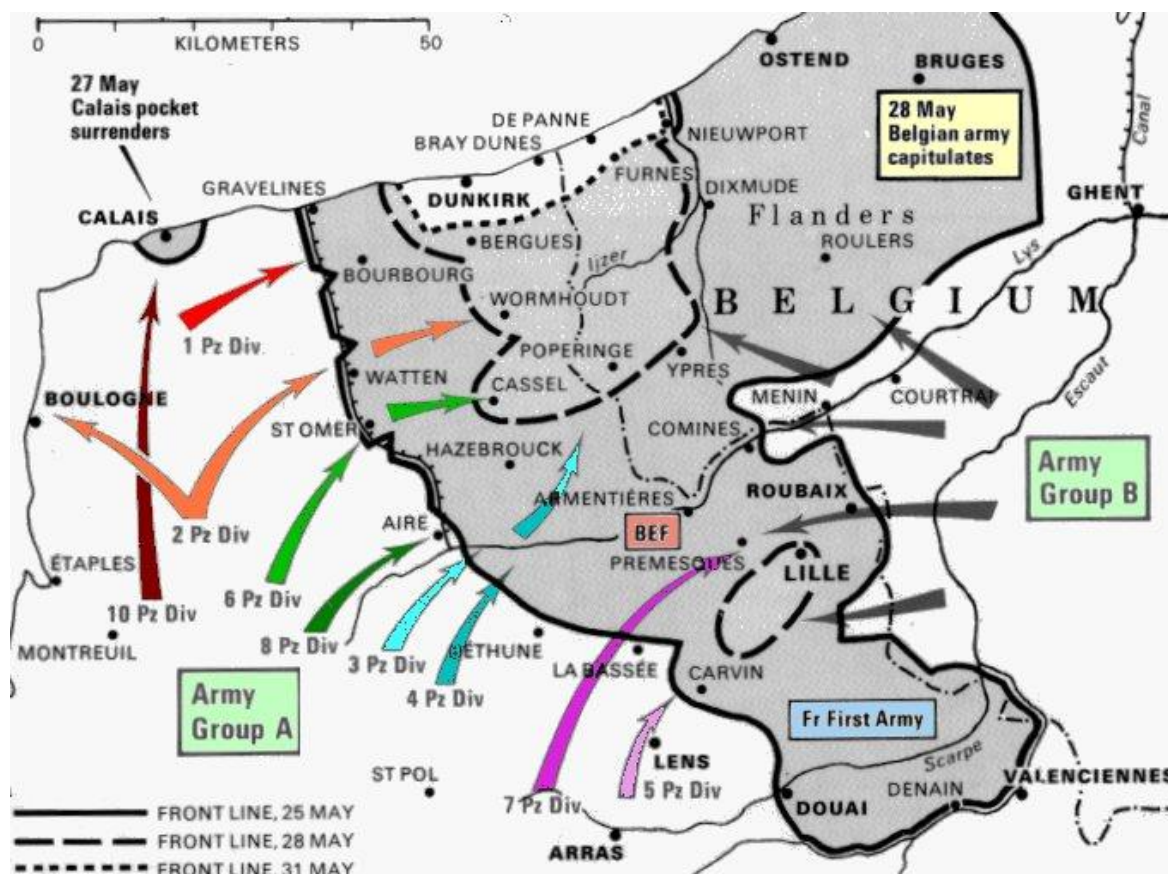 0 50
KILOMETERS
27 May
Calais pocket
surrenders
OSTEND
BRUGES
28 May
Belgian army
capitulates
Canal
DE PANNE
BRAY DUNES
NIEUWPORT
GRAVELINES
DUNKIRK
FURNES
DIXMUDE
GHENT
CALAIS
Flanders
BERGUES
ROULERS
Ijzer
Lys
BOURBOURG
WORMHOUDT
BELGIUM
1 Pz Div
POPERINGE
YPRES
WATTEN
CASSEL
MENIN
COURTRAI
Escaut
BOULOGNE
ST OMER
COMINES
HAZEBROUCK
Army
Group B
ARMENTIÈRES
ROUBAIX
2 Pz Div
AIRE
BEF
ÉTAPLES
PREMESQUES
LILLE
10 Pz Div
6 Pz Div
8 Pz Div
3 Pz Div
BÉTHUNE
MONTREUIL
4 Pz Div
LA BASSÉE
CARVIN
Army
Group A
Fr First Army
LENS
Scarpe
ST POL
7 Pz Div
5 Pz Div
DOUAI
DENAIN
VALENCIENNES
ARRAS
FRONT LINE, 25 MAY
FRONT LINE, 28 MAY
FRONT LINE, 31 MAY